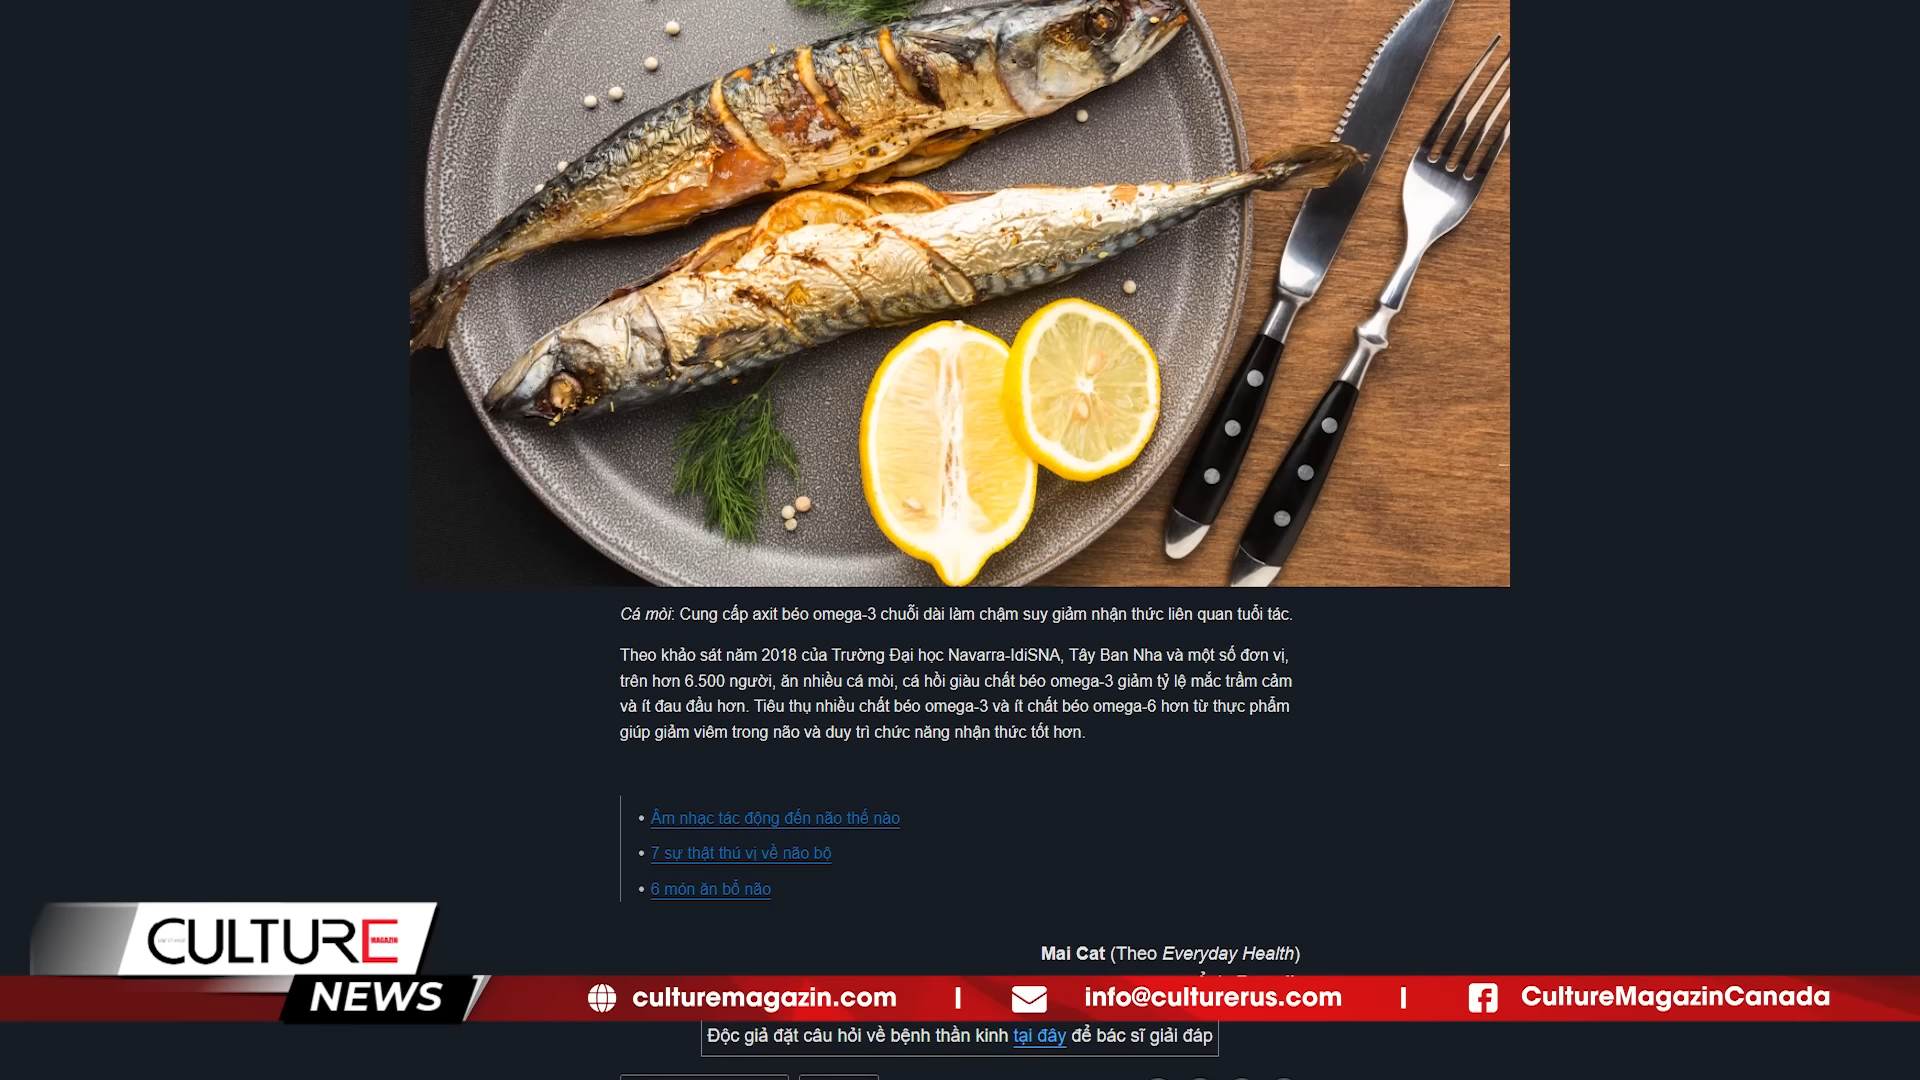 Cá mòi: Cung cấp axit béo omega-3 chuỗi dài làm chậm suy giảm nhận thức liên quan tuổi tác.
Theo khảo sát năm 2018 của Trường Đại học Navarra-IdiSNA, Tây Ban Nha và một số đơn vị,
trên hơn 6.500 người, ăn nhiều cá mòi, cá hồi giàu chất béo omega-3 giảm tỷ lệ mắc trầm cảm
và ít đau đầu hơn. Tiêu thụ nhiều chất béo omega-3 và ít chất béo omega-6 hơn từ thực phẩm
giúp giảm viêm trong não và duy trì chức năng nhận thức tốt hơn.
• Âm nhạc tác động đến não thế nào
• 7 sự thật thú vị về não bộ
• 6 món ăn bổ não
Mai Cat (Theo Everyday Health)
CULTURE
MAGAZIN
NEWS
culturemagazin.com | info@culturerus.com | CultureMagazinCanada
Độc giả đặt câu hỏi về bệnh thần kinh tại đây để bác sĩ giải đáp